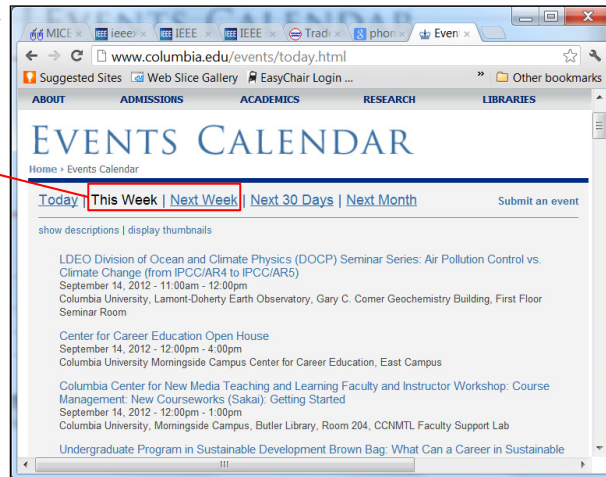 MICE IEEE IEEE Trad phon Even
www.columbia.edu/events/today.html
Suggested Sites Web Slice Gallery EasyChair Login ... » Other bookmarks
ABOUT ADMISSIONS ACADEMICS RESEARCH LIBRARIES
EVENTS CALENDAR
Home › Events Calendar
Today | This Week | Next Week | Next 30 Days | Next Month Submit an event
show descriptions | display thumbnails
LDEO Division of Ocean and Climate Physics (DOCP) Seminar Series: Air Pollution Control vs.
Climate Change (from IPCC/AR4 to IPCC/AR5)
September 14, 2012 - 11:00am - 12:00pm
Columbia University, Lamont-Doherty Earth Observatory, Gary C. Comer Geochemistry Building, First Floor
Seminar Room
Center for Career Education Open House
September 14, 2012 - 12:00pm - 4:00pm
Columbia University Morningside Campus Center for Career Education, East Campus
Columbia Center for New Media Teaching and Learning Faculty and Instructor Workshop: Course
Management: New Courseworks (Sakai): Getting Started
September 14, 2012 - 12:00pm - 1:00pm
Columbia University, Morningside Campus, Butler Library, Room 204, CCNMTL Faculty Support Lab
Undergraduate Program in Sustainable Development Brown Bag: What Can a Career in Sustainable